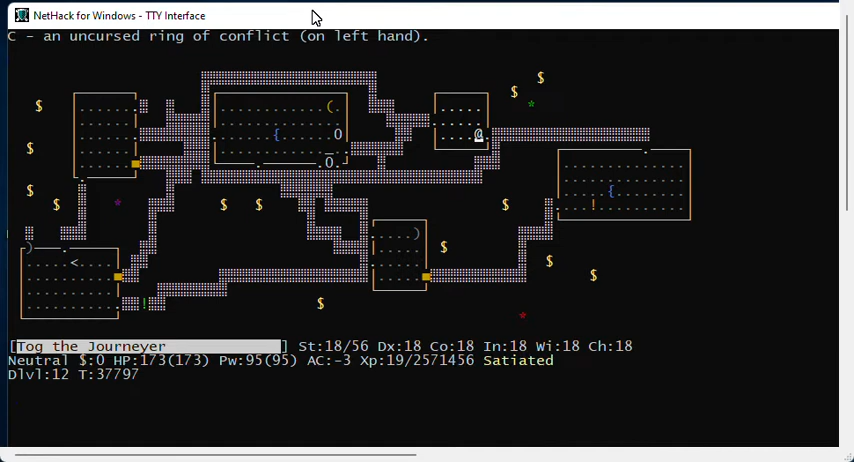 NetHack for Windows - TTY Interface
C - an uncursed ring of conflict (on left hand).
[Tog the Journeyer ] St:18/56 Dx:18 Co:18 In:18 Wi:18 Ch:18
Neutral $:0 HP:173(173) Pw:95(95) AC:-3 Xp:19/2571456 Satiated
Dlvl:12 T:37797